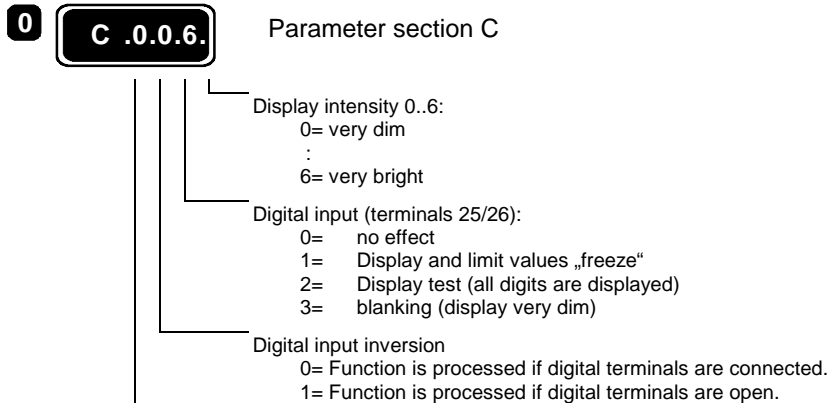 0 C .0.0.6. Parameter section C
Display intensity 0..6:
0= very dim
:
6= very bright
Digital input (terminals 25/26):
0= no effect
1= Display and limit values „freeze“
2= Display test (all digits are displayed)
3= blanking (display very dim)
Digital input inversion
0= Function is processed if digital terminals are connected.
1= Function is processed if digital terminals are open.